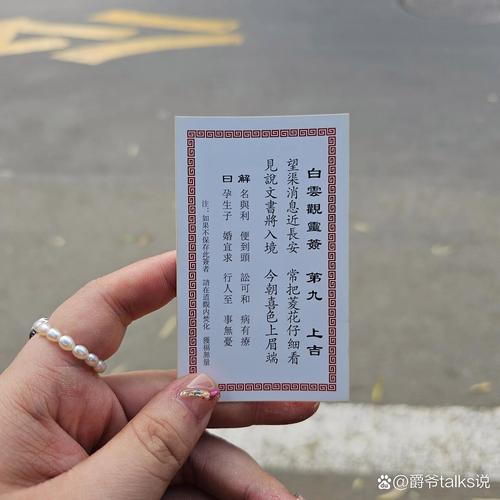 白雲觀靈簽 第九 上吉
望渠消息近長安 常把菱花仔細看
見說文書將入境 今朝喜色上眉端
解曰
名與利 便到頭 訟可和 病有療
孕生子 婚宜求 行人至 事無憂
注：如果不保存此簽者 請在道觀內焚化 獲福無量
@爵爷talks说